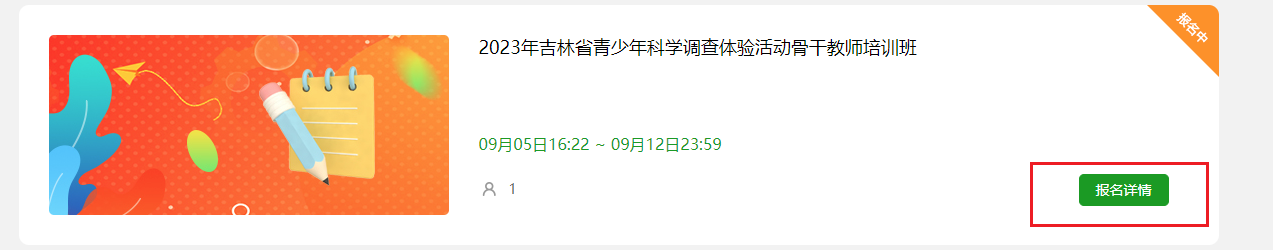 报名中
2023年吉林省青少年科学调查体验活动骨干教师培训班
09月05日16:22 ~ 09月12日23:59
1
报名详情